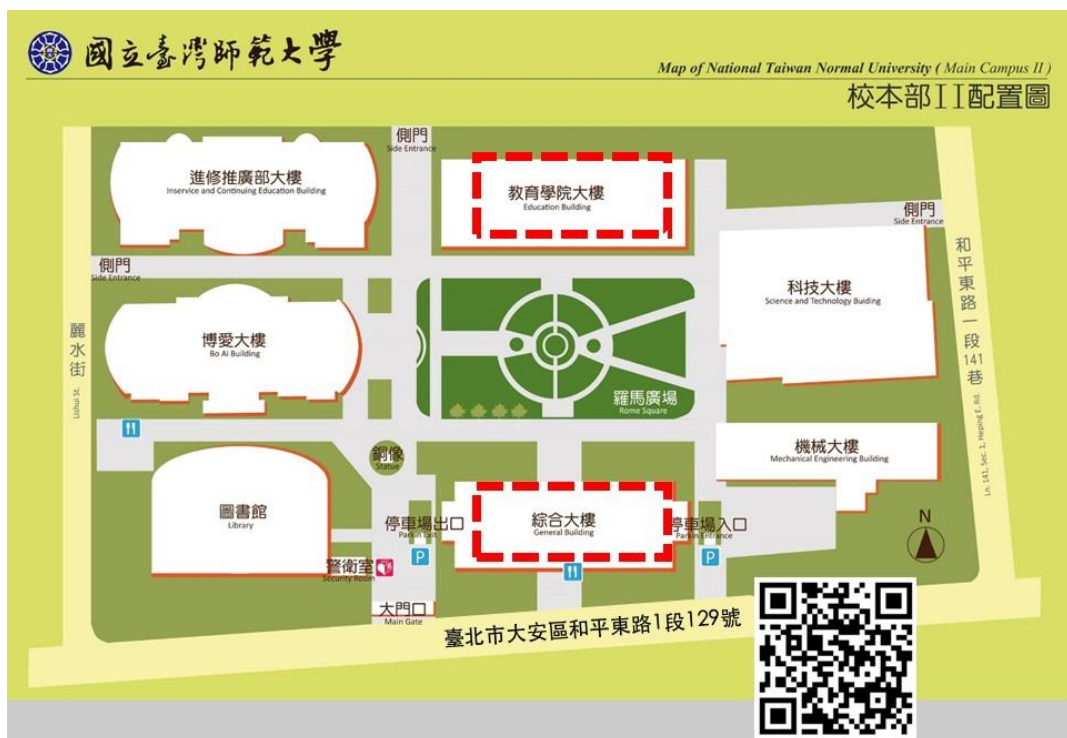 國立臺灣師範大學
Map of National Taiwan Normal University ( Main Campus II )
校本部II配置圖
側門
Side Entrance
進修推廣部大樓
Inservice and Continuing Education Building
教育學院大樓
Education Building
側門
Side Entrance
側門
Side Entrance
科技大樓
Science and Technology Buiding
博愛大樓
Bo Ai Building
麗水街
Lishui St.
和平東路一段141巷
Ln. 141, Sec. 1, Heping E. Rd.
羅馬廣場
Rome Square
銅像
Statue
機械大樓
Mechanical Engineering Building
圖書館
Library
停車場出口
Parkin Exit
綜合大樓
General Building
停車場入口
Parkin Entrance
N
P
P
警衛室
Security Room
大門口
Main Gate
臺北市大安區和平東路1段129號